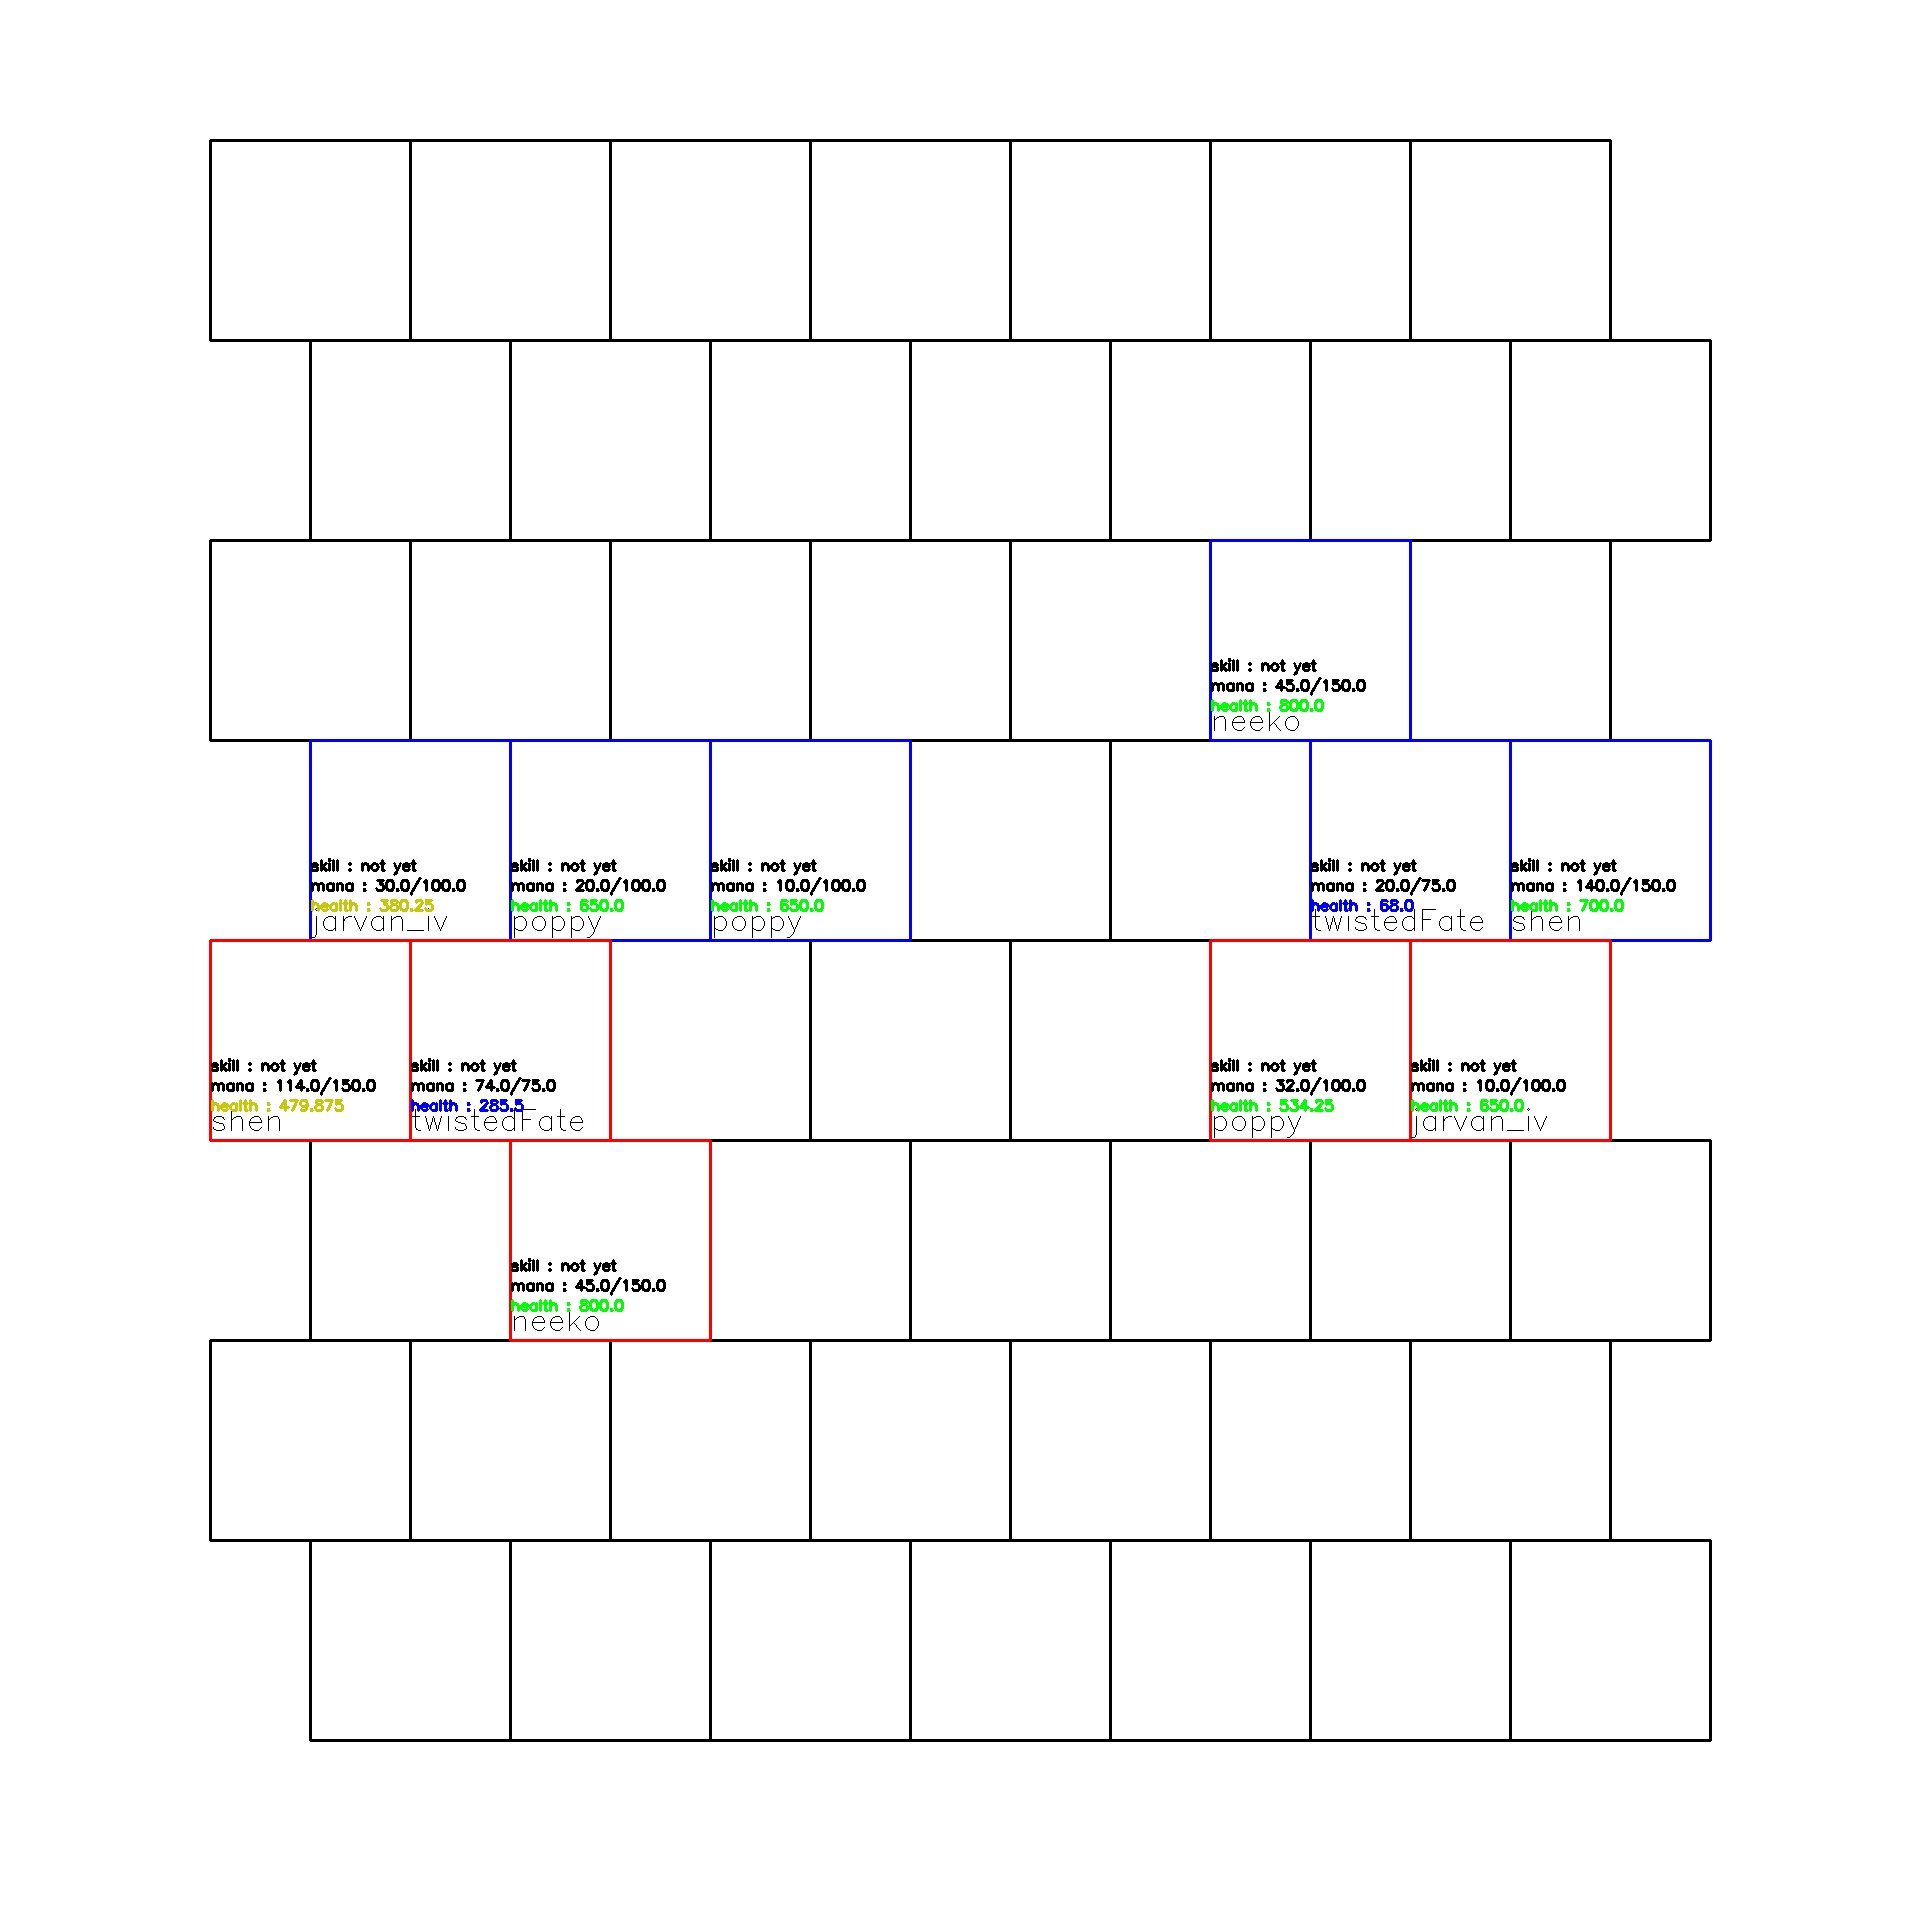 skill : not yet
mana : 45.0/150.0
health : 800.0
neeko
skill : not yet
mana : 30.0/100.0
health : 380.25
jarvan_iv
skill : not yet
mana : 20.0/100.0
health : 650.0
poppy
skill : not yet
mana : 10.0/100.0
health : 650.0
poppy
skill : not yet
mana : 20.0/75.0
health : 68.0
twistedFate
skill : not yet
mana : 140.0/150.0
health : 700.0
shen
skill : not yet
mana : 114.0/150.0
health : 479.875
shen
skill : not yet
mana : 74.0/75.0
health : 285.5
twistedFate
skill : not yet
mana : 32.0/100.0
health : 534.25
poppy
skill : not yet
mana : 10.0/100.0
health : 650.0
jarvan_iv
skill : not yet
mana : 45.0/150.0
health : 800.0
neeko